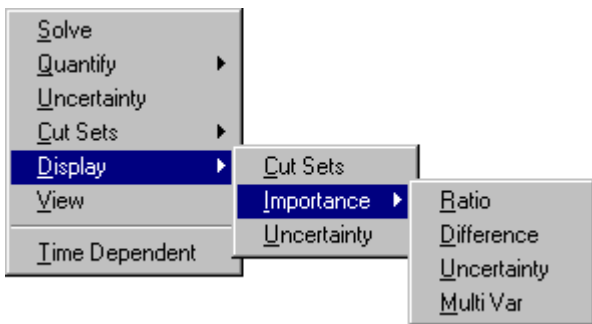 Solve
Quantify
Uncertainty
Cut Sets
Display
View
Time Dependent
Cut Sets
Importance
Uncertainty
Ratio
Difference
Uncertainty
Multi Var